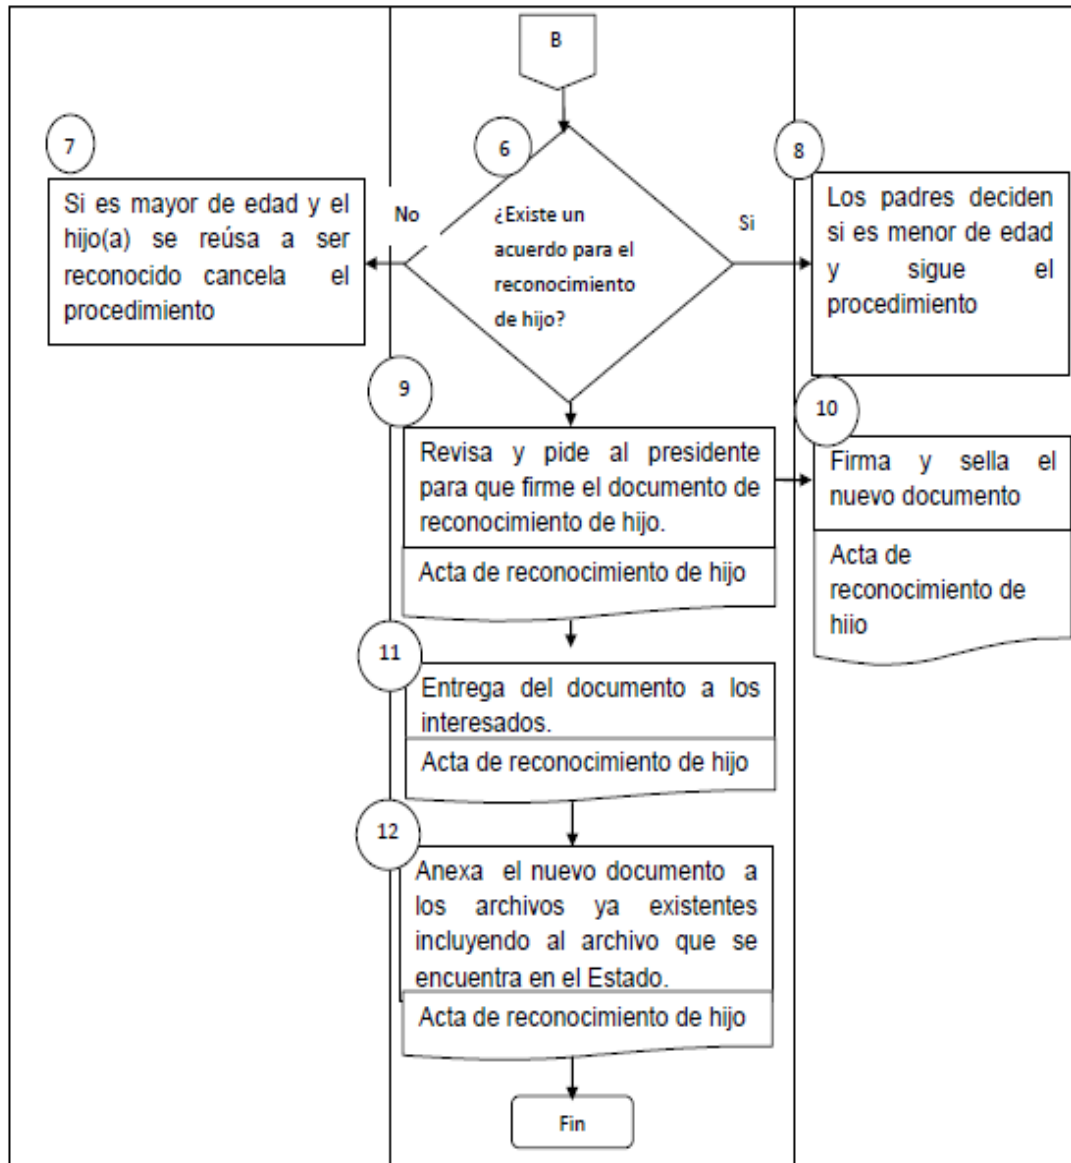 B
6
¿Existe un
acuerdo para el
reconocimiento
de hijo?
No
Si
7
Si es mayor de edad y el
hijo(a) se reúsa a ser
reconocido cancela el
procedimiento
8
Los padres deciden
si es menor de edad
y sigue el
procedimiento
9
Revisa y pide al presidente
para que firme el documento de
reconocimiento de hijo.
Acta de reconocimiento de hijo
10
Firma y sella el
nuevo documento
Acta de
reconocimiento de
hijo
11
Entrega del documento a los
interesados.
Acta de reconocimiento de hijo
12
Anexa el nuevo documento a
los archivos ya existentes
incluyendo al archivo que se
encuentra en el Estado.
Acta de reconocimiento de hijo
Fin